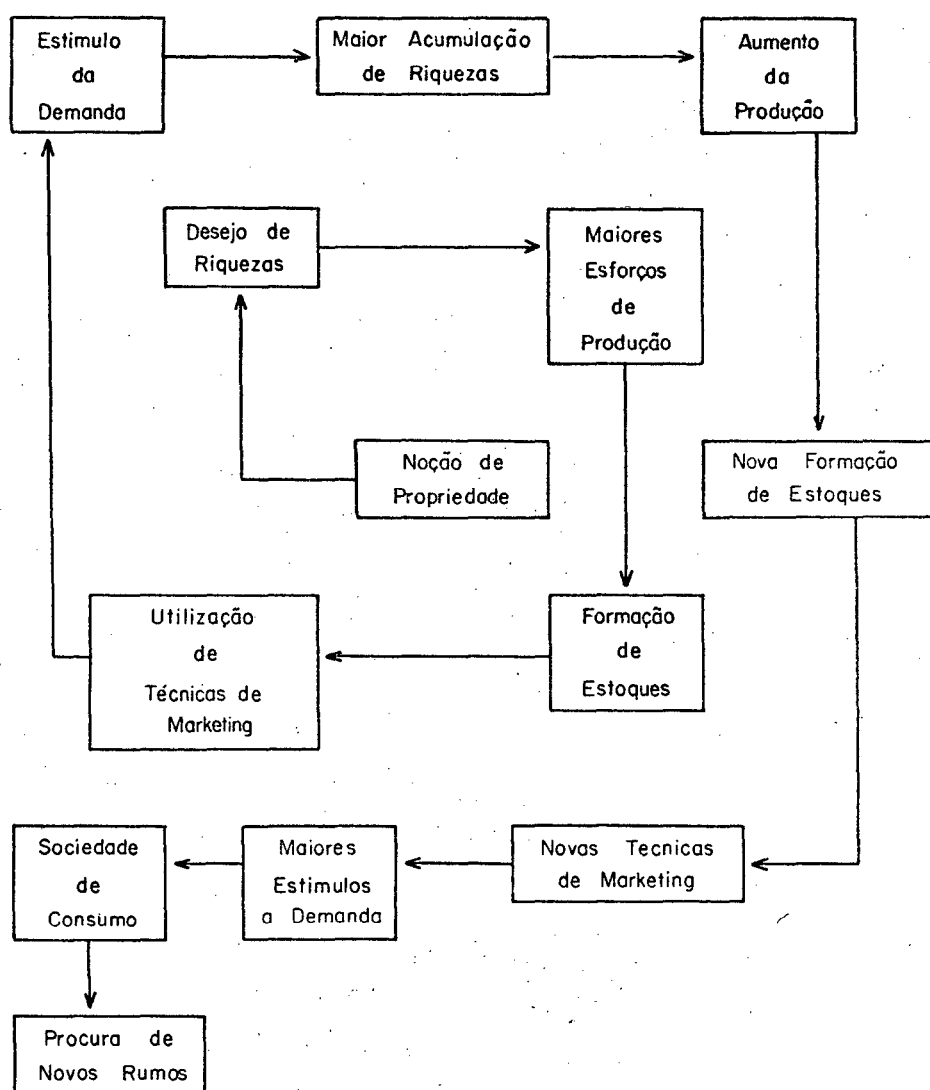 Estimulo
da
Demanda
Maior Acumulação
de Riquezas
Aumento
da
Produção
Desejo de
Riquezas
Maiores
Esforços
de
Produção
Noção de
Propriedade
Nova Formação
de Estoques
Utilização
de
Técnicas de
Marketing
Formação
de
Estoques
Sociedade
de
Consumo
Maiores
Estimulos
a Demanda
Novas Tecnicas
de Marketing
Procura de
Novos Rumos